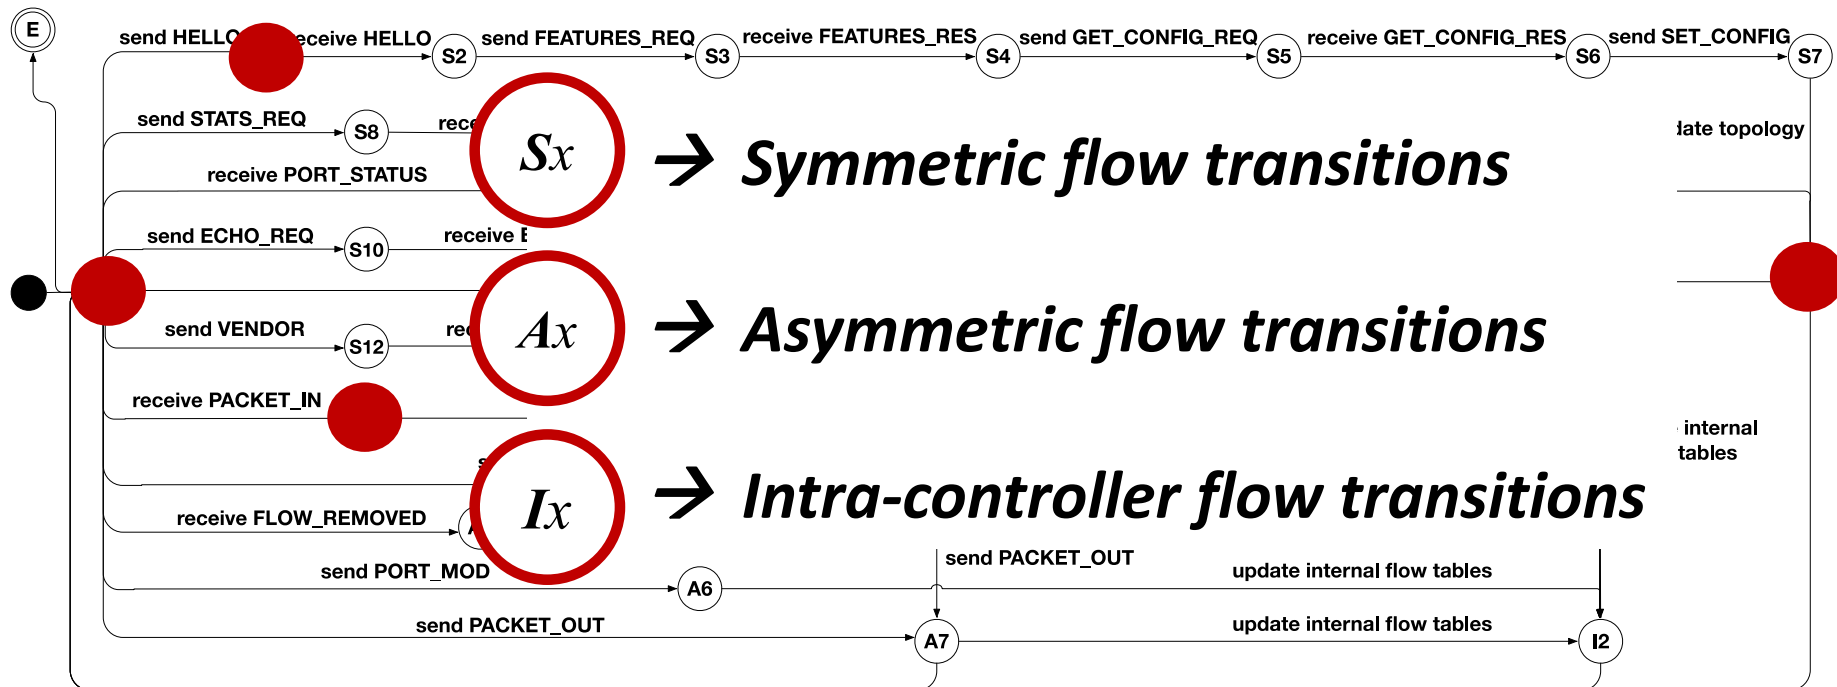 E
send HELLO
eceive HELLO
S2
send FEATURES_REQ
S3
receive FEATURES_RES
S4
send GET_CONFIG_REQ
S5
receive GET_CONFIG_RES
S6
send SET_CONFIG
S7
send STATS_REQ
S8
rece
Sx
→ Symmetric flow transitions
date topology
receive PORT_STATUS
send ECHO_REQ
S10
receive E
send VENDOR
S12
rec
Ax
→ Asymmetric flow transitions
receive PACKET_IN
internal
tables
s
Ix
→ Intra-controller flow transitions
receive FLOW_REMOVED
A
send PACKET_OUT
send PORT_MOD
A6
update internal flow tables
send PACKET_OUT
A7
update internal flow tables
I2